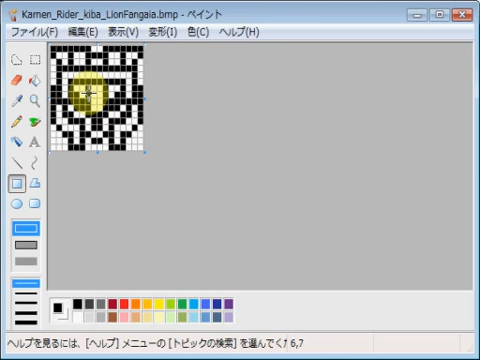 Kamen_Rider_kiba_LionFangaia.bmp - ペイント
ファイル(F) 編集(E) 表示(V) 変形(I) 色(C) ヘルプ(H)
A
ヘルプを見るには、[ヘルプ] メニューの [トピックの検索] を選んでく 6,7